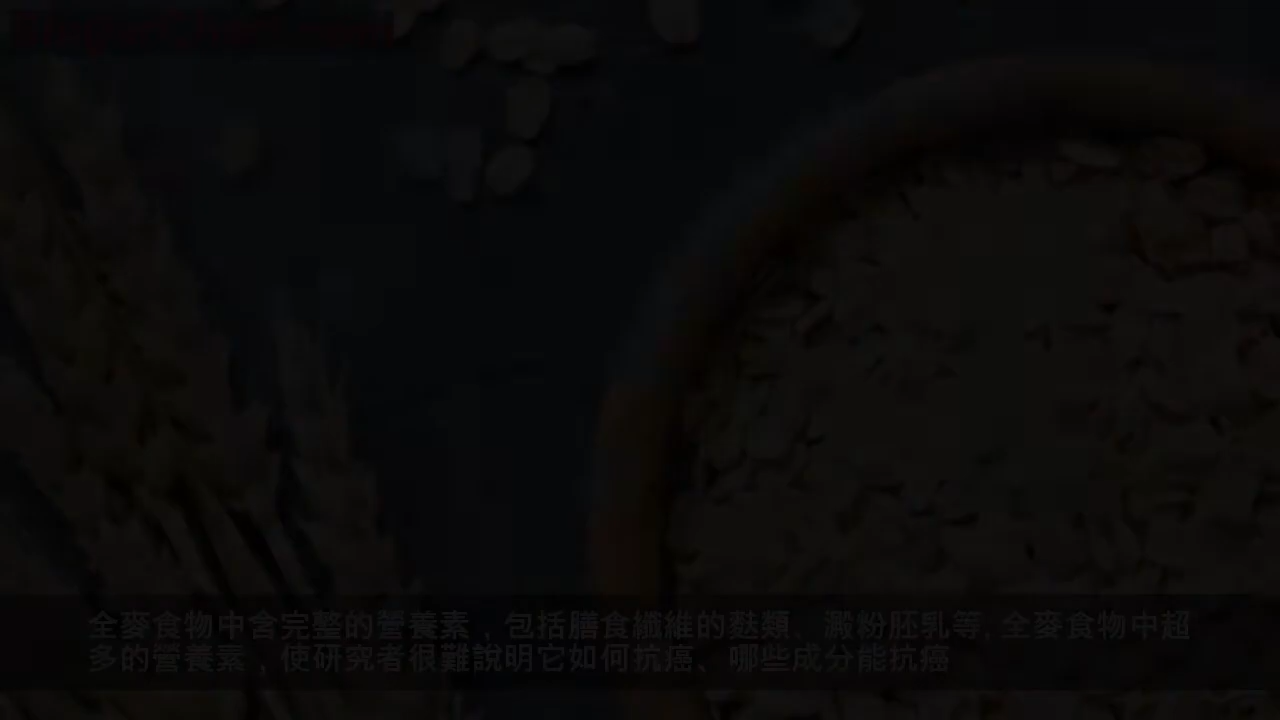 全麥食物中含完整的營養素，包括膳食纖維的麩類、澱粉胚乳等, 全麥食物中超
多的營養素，使研究者很難說明它如何抗癌、哪些成分能抗癌